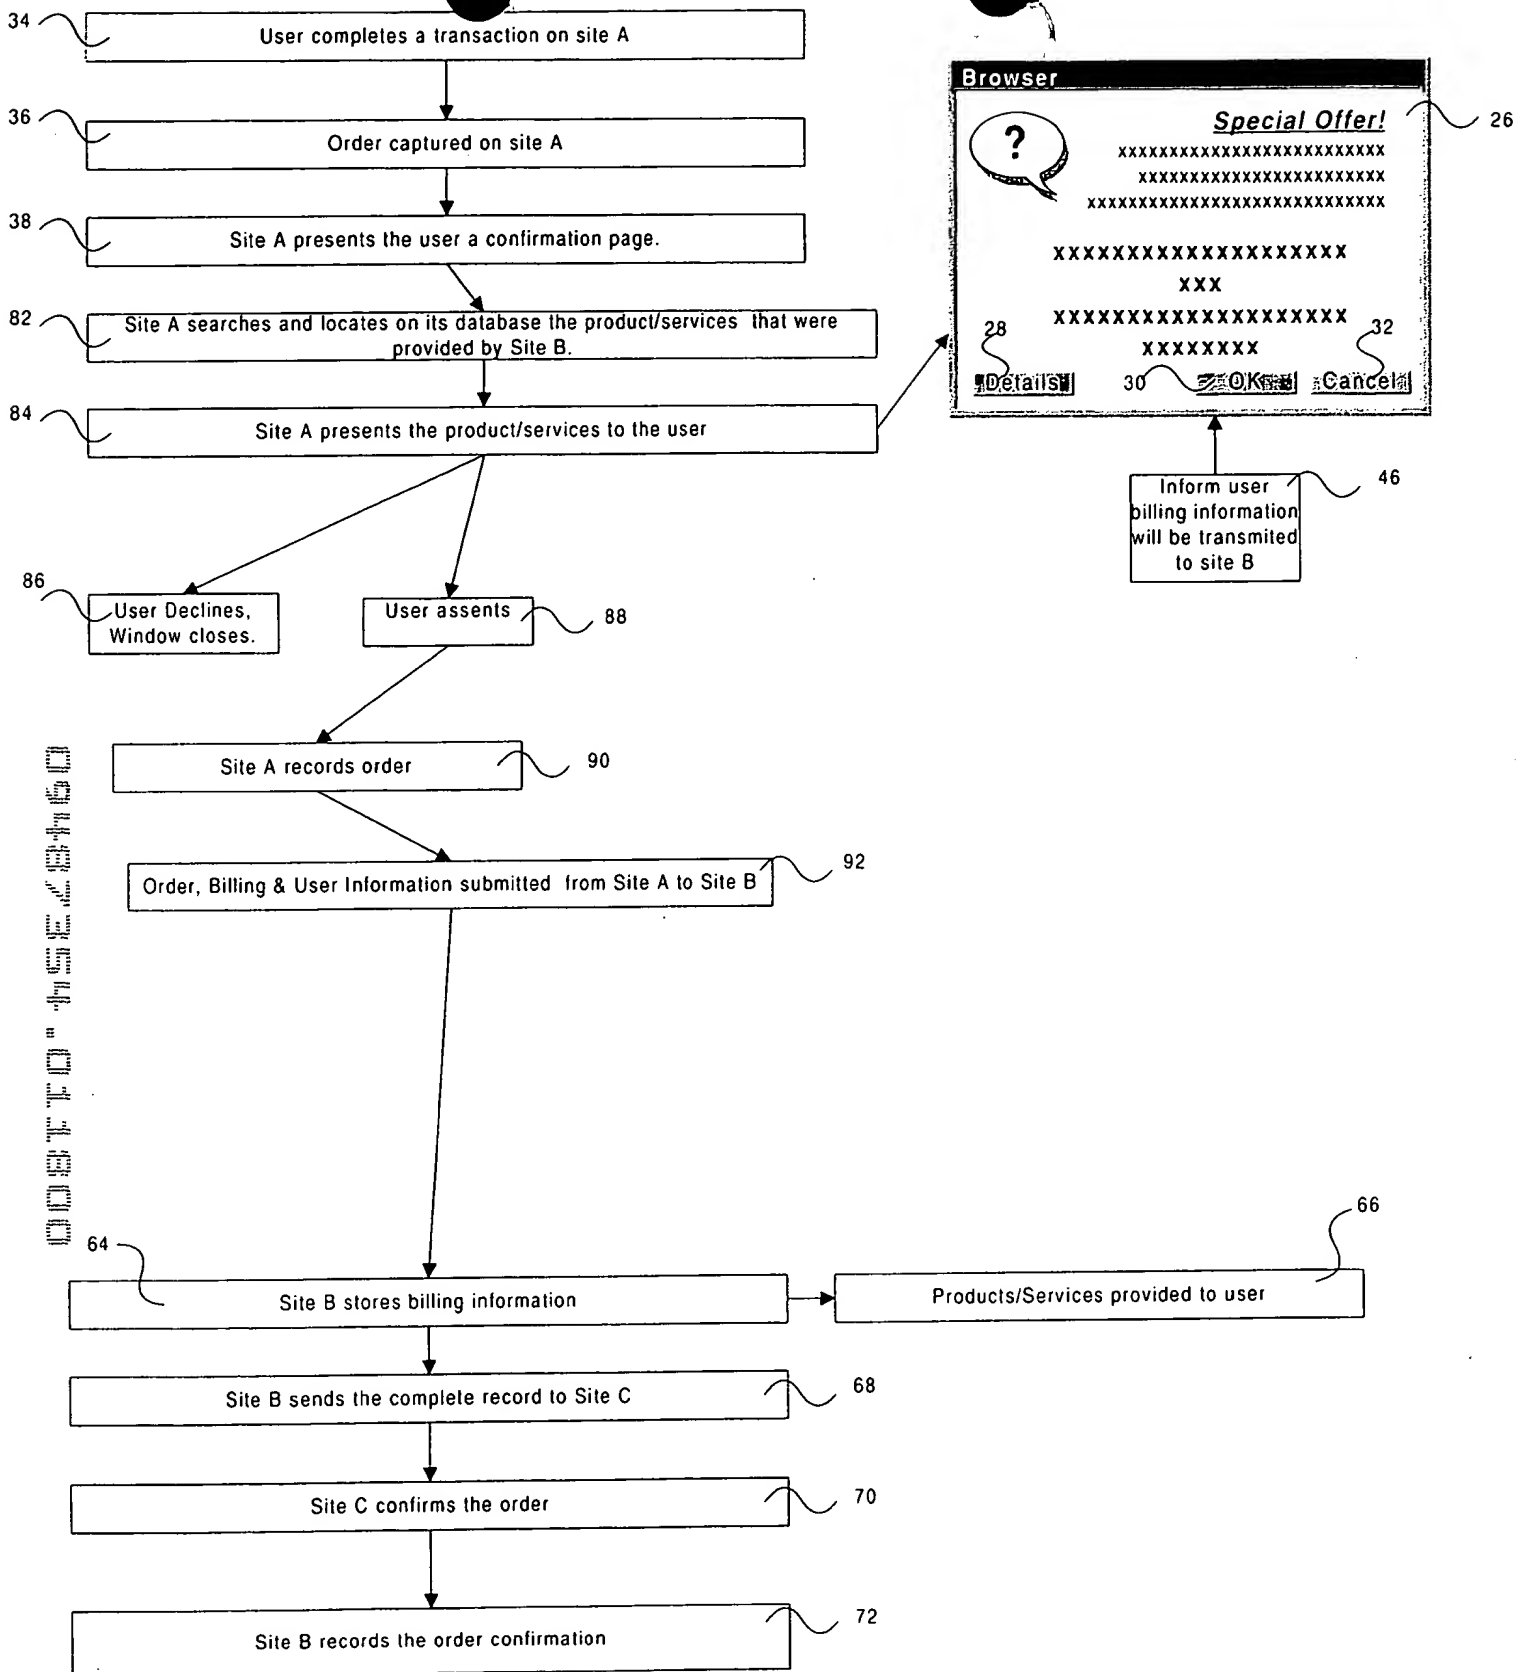 34
User completes a transaction on site A
36
Order captured on site A
38
Site A presents the user a confirmation page.
82
Site A searches and locates on its database the product/services that were
provided by Site B.
84
Site A presents the product/services to the user
Browser
26
?
Special Offer!
xxxxxxxxxxxxxxxxxxxxxxxxxx
xxxxxxxxxxxxxxxxxxxxxxxx
xxxxxxxxxxxxxxxxxxxxxxxxxxxxx
xxxxxxxxxxxxxxxxxxxx
xxx
xxxxxxxxxxxxxxxxxxxx
xxxxxxxx
28
32
Details
30
OK
Cancel
46
Inform user
billing information
will be transmited
to site B
86
User Declines,
Window closes.
User assents
88
Site A records order
90
Order, Billing & User Information submitted from Site A to Site B
92
64
Site B stores billing information
66
Products/Services provided to user
Site B sends the complete record to Site C
68
Site C confirms the order
70
Site B records the order confirmation
72